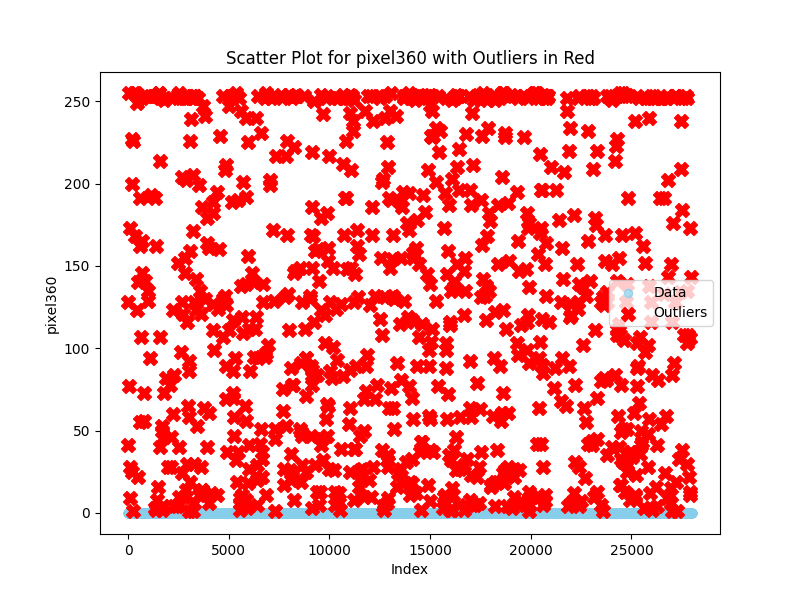 Scatter Plot for pixel360 with Outliers in Red
250
200
150
100
50
0
pixel360
Data
Outliers
0 5000 10000 15000 20000 25000
Index